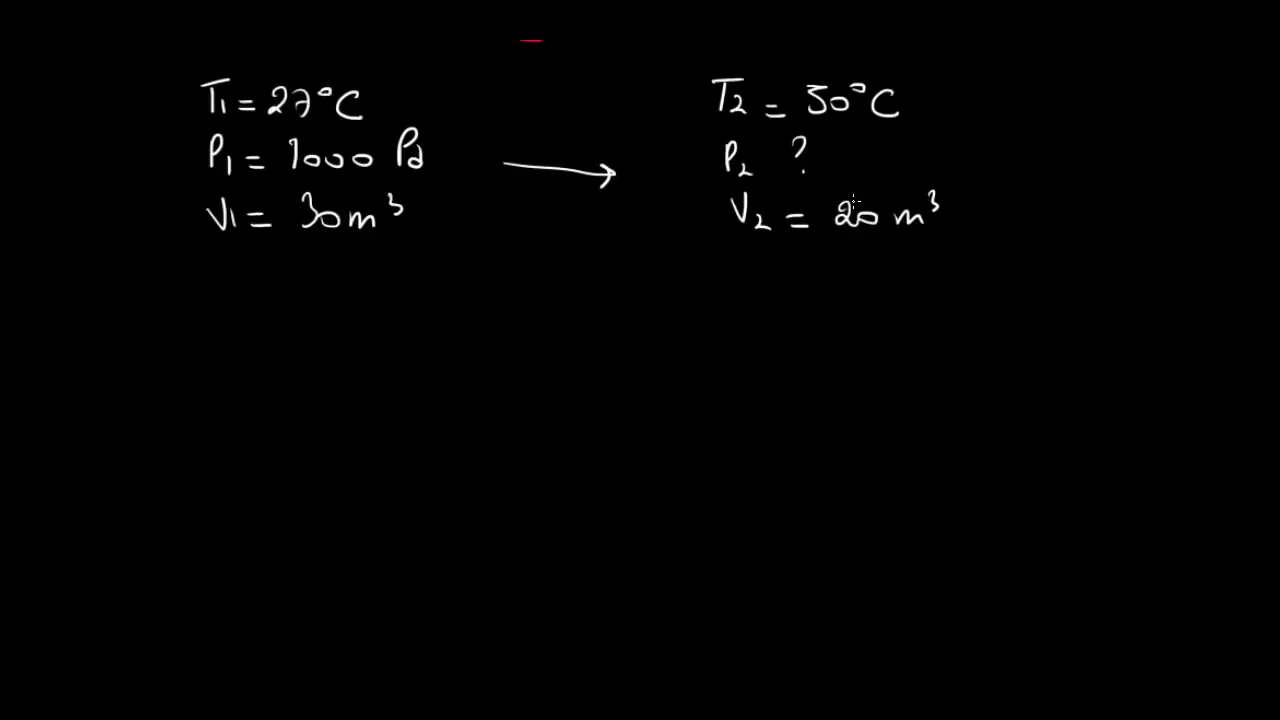 T1 = 27°C
P1 = 1000 Pa
V1 = 30 m³
T2 = 50°C
P2 ?
V2 = 20 m³